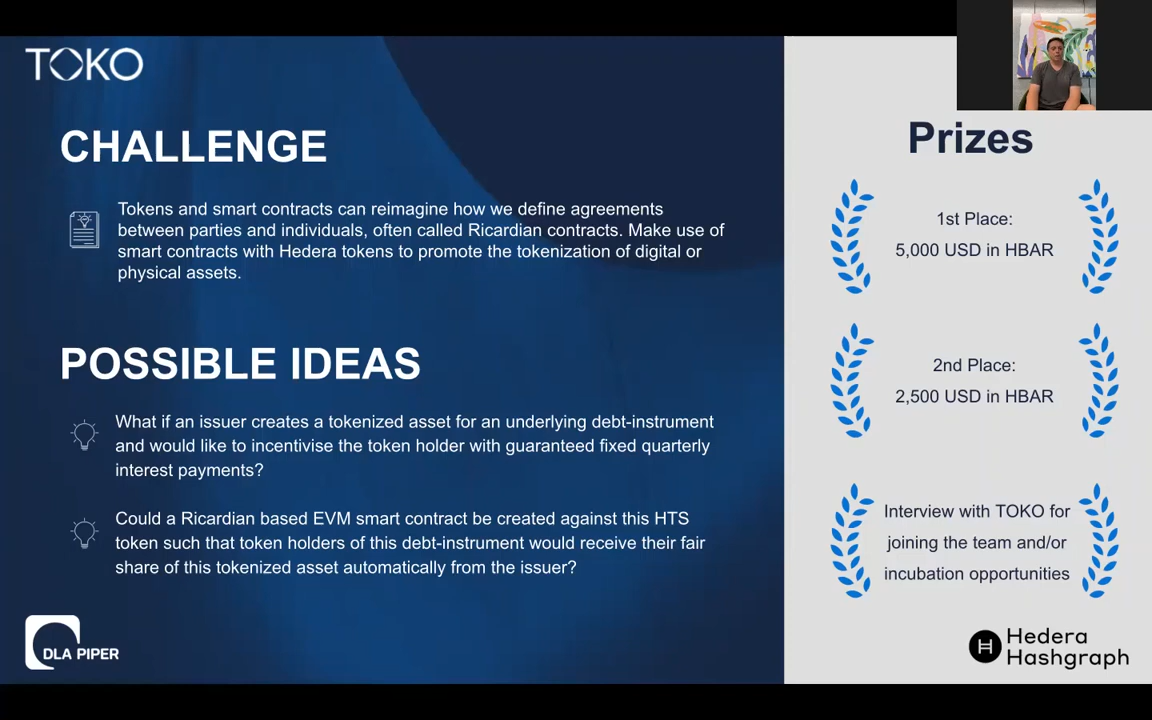 TOKO
CHALLENGE
Tokens and smart contracts can reimagine how we define agreements
between parties and individuals, often called Ricardian contracts. Make use of
smart contracts with Hedera tokens to promote the tokenization of digital or
physical assets.
POSSIBLE IDEAS
What if an issuer creates a tokenized asset for an underlying debt-instrument
and would like to incentivise the token holder with guaranteed fixed quarterly
interest payments?
Could a Ricardian based EVM smart contract be created against this HTS
token such that token holders of this debt-instrument would receive their fair
share of this tokenized asset automatically from the issuer?
DLA PIPER
Prizes
1st Place:
5,000 USD in HBAR
2nd Place:
2,500 USD in HBAR
Interview with TOKO for
joining the team and/or
incubation opportunities
Hedera
Hashgraph